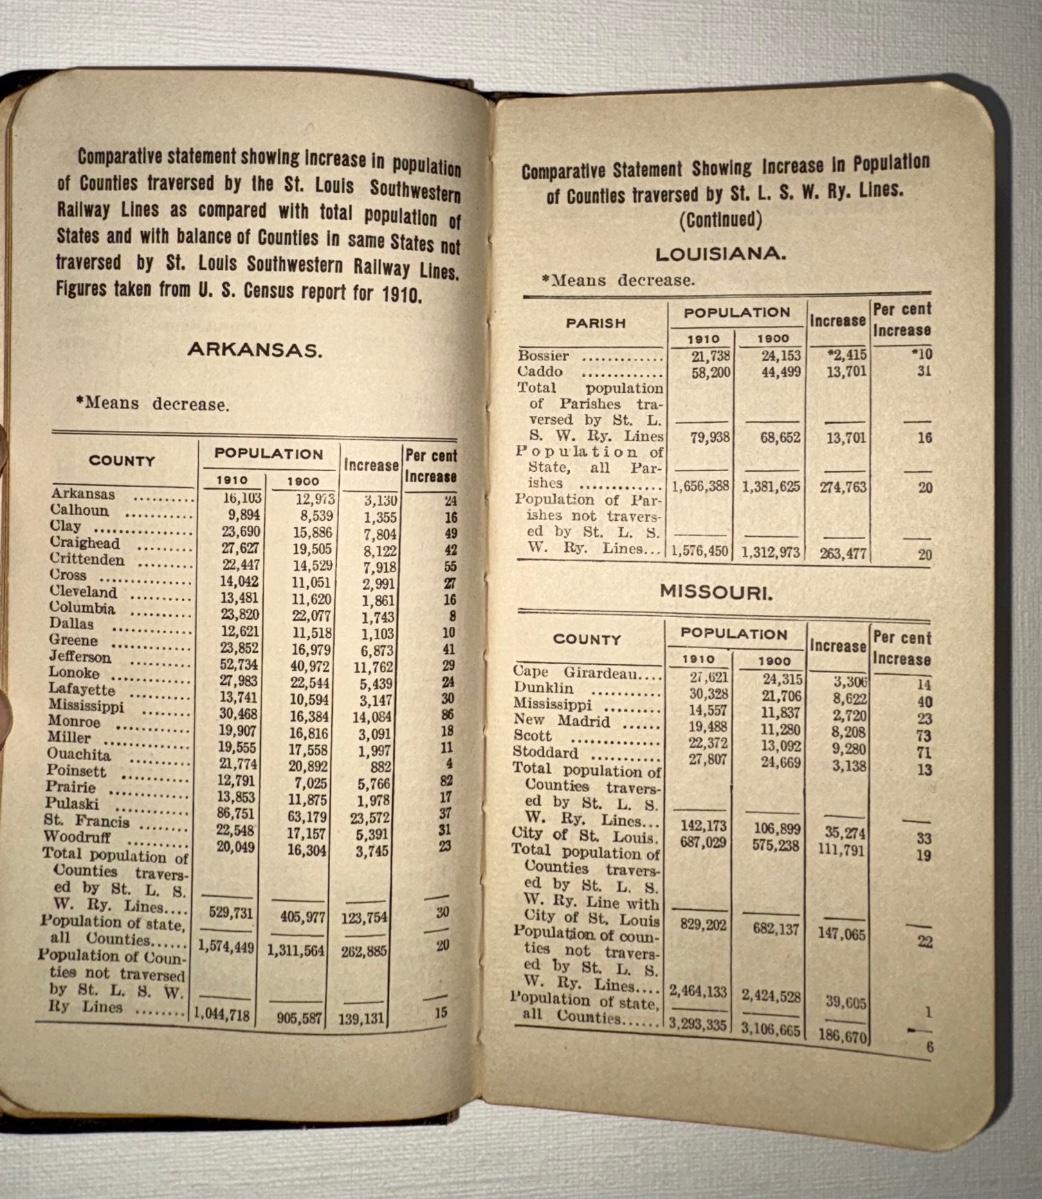 Comparative statement showing increase in population
of Counties traversed by the St. Louis Southwestern
Railway Lines as compared with total population of
States and with balance of Counties in same States not
traversed by St. Louis Southwestern Railway Lines.
Figures taken from U. S. Census report for 1910.
ARKANSAS.
*Means decrease.
COUNTY POPULATION Increase Per cent Increase
1910 1900
Arkansas .......... 16,103 12,973 3,130 24
Calhoun ........... 9,894 8,539 1,355 16
Clay ............... 23,690 15,886 7,804 49
Craighead ........ 27,627 19,505 8,122 42
Crittenden ........ 22,447 14,529 7,918 55
Cross .............. 14,042 11,051 2,991 27
Cleveland .......... 13,481 11,620 1,861 16
Columbia .......... 23,820 22,077 1,743 8
Dallas ............. 12,621 11,518 1,103 10
Greene ............ 23,852 16,979 6,873 41
Jefferson .......... 52,734 40,972 11,762 29
Lonoke ............ 27,983 22,544 5,439 24
Lafayette .......... 13,741 10,594 3,147 30
Mississippi ....... 30,468 16,384 14,084 86
Monroe ............ 19,907 16,816 3,091 18
Miller .............. 19,555 17,558 1,997 11
Ouachita .......... 21,774 20,892 882 4
Poinsett ........... 12,791 7,025 5,766 82
Prairie ............. 13,853 11,875 1,978 17
Pulaski ............ 86,751 63,179 23,572 37
St. Francis ........ 22,548 17,157 5,391 31
Woodruff ......... 20,049 16,304 3,745 23
Total population of
Counties travers-
ed by St. L. S.
W. Ry. Lines.... 529,731 405,977 123,754 30
Population of state,
all Counties...... 1,574,449 1,311,564 262,885 20
Population of Coun-
ties not traversed
by St. L. S. W.
Ry Lines ........ 1,044,718 905,587 139,131 15
Comparative Statement Showing Increase in Population
of Counties traversed by St. L. S. W. Ry. Lines.
(Continued)
LOUISIANA.
*Means decrease.
PARISH POPULATION Increase Per cent Increase
1910 1900
Bossier ............. 21,738 24,153 *2,415 *10
Caddo ............. 58,200 44,499 13,701 31
Total population
of Parishes tra-
versed by St. L.
S. W. Ry. Lines 79,938 68,652 13,701 16
Population of
State, all Par-
ishes ............. 1,656,388 1,381,625 274,763 20
Population of Par-
ishes not travers-
ed by St. L. S.
W. Ry. Lines... 1,576,450 1,312,973 263,477 20
MISSOURI.
COUNTY POPULATION Increase Per cent Increase
1910 1900
Cape Girardeau.... 27,621 24,315 3,306 14
Dunklin ........... 30,328 21,706 8,622 40
Mississippi ......... 14,557 11,837 2,720 23
New Madrid ...... 19,488 11,280 8,208 73
Scott .............. 22,372 13,092 9,280 71
Stoddard ........... 27,807 24,669 3,138 13
Total population of
Counties travers-
ed by St. L. S.
W. Ry. Lines... 142,173 106,899 35,274 33
City of St. Louis. 687,029 575,238 111,791 19
Total population of
Counties travers-
ed by St. L. S.
W. Ry. Line with
City of St. Louis 829,202 682,137 147,065 22
Population of coun-
ties not travers-
ed by St. L. S.
W. Ry. Lines.... 2,464,133 2,424,528 39,605 1
Population of state,
all Counties...... 3,293,335 3,106,665 186,670 6